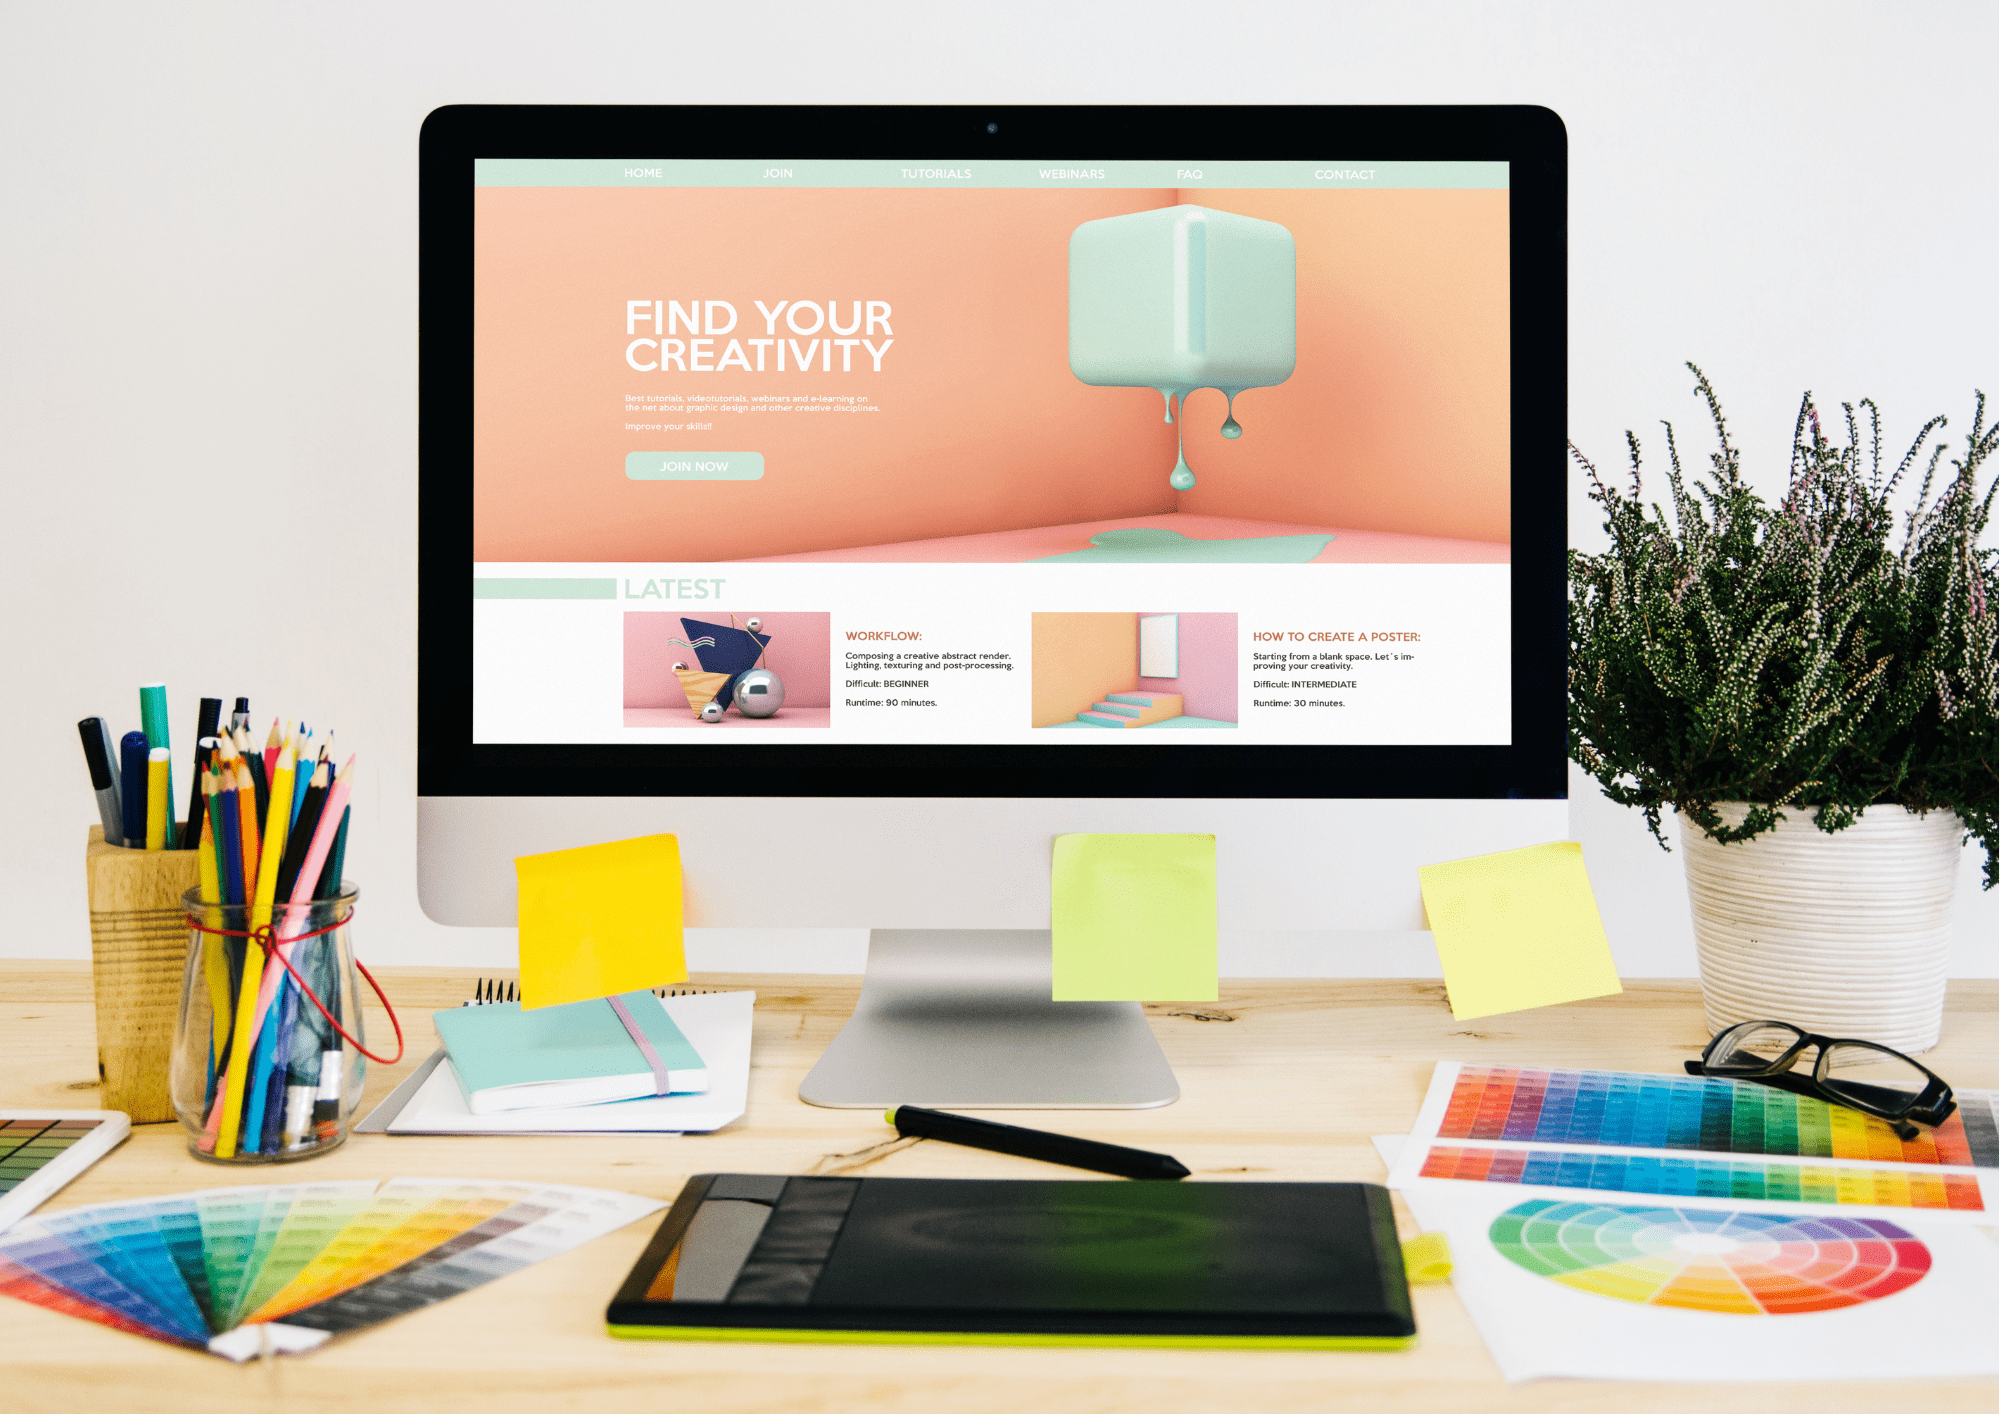 HOME JOIN TUTORIALS WEBINARS FAQ CONTACT
FIND YOUR
CREATIVITY
Best tutorials, videotutorials, webinars and e-learning on
the net about graphic design and other creative disciplines.
Improve your skills!!
JOIN NOW
LATEST
WORKFLOW:
Composing a creative abstract render.
Lighting, texturing and post-processing.
Difficult: BEGINNER
Runtime: 90 minutes.
HOW TO CREATE A POSTER:
Starting from a blank space. Let´s im-
proving your creativity.
Difficult: INTERMEDIATE
Runtime: 30 minutes.